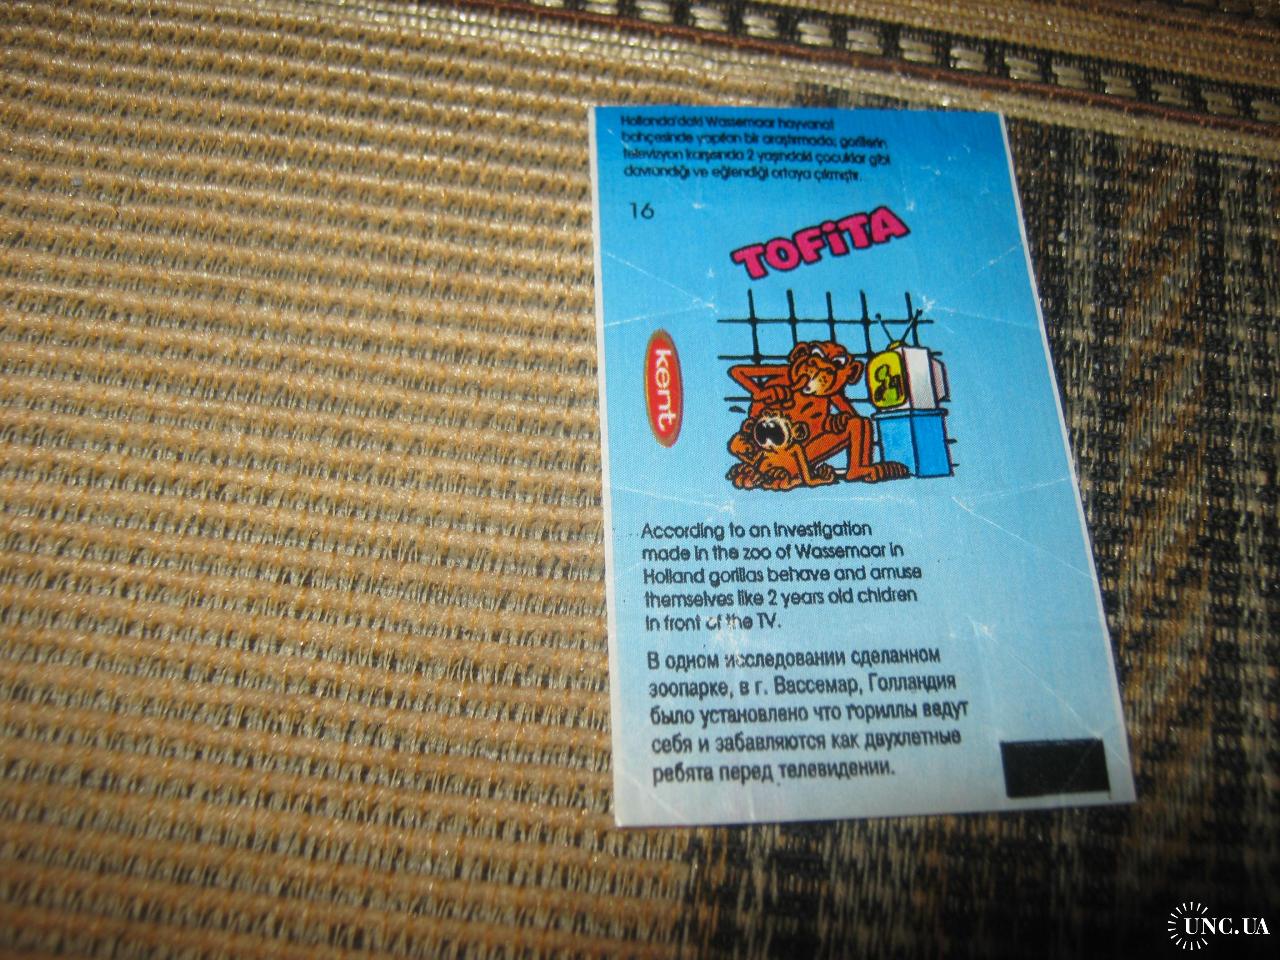 Hollanda'daki Wassemaar hayvanat
bahçesinde yapılan bir araştırmada; gorillerin
televizyon karşısında 2 yaşındaki çocuklar gibi
davrandığı ve eğlendiği ortaya çıkmıştır.
16
TOFiTA
kent
According to an investigation
made in the zoo of Wassemaar in
Holland gorillas behave and amuse
themselves like 2 years old chidren
in front of the TV.
В одном исследовании сделанном
зоопарке, в г. Вассемар, Голландия
было установлено что гориллы ведут
себя и забавляются как двухлетные
ребята перед телевидении.
UNC.UA